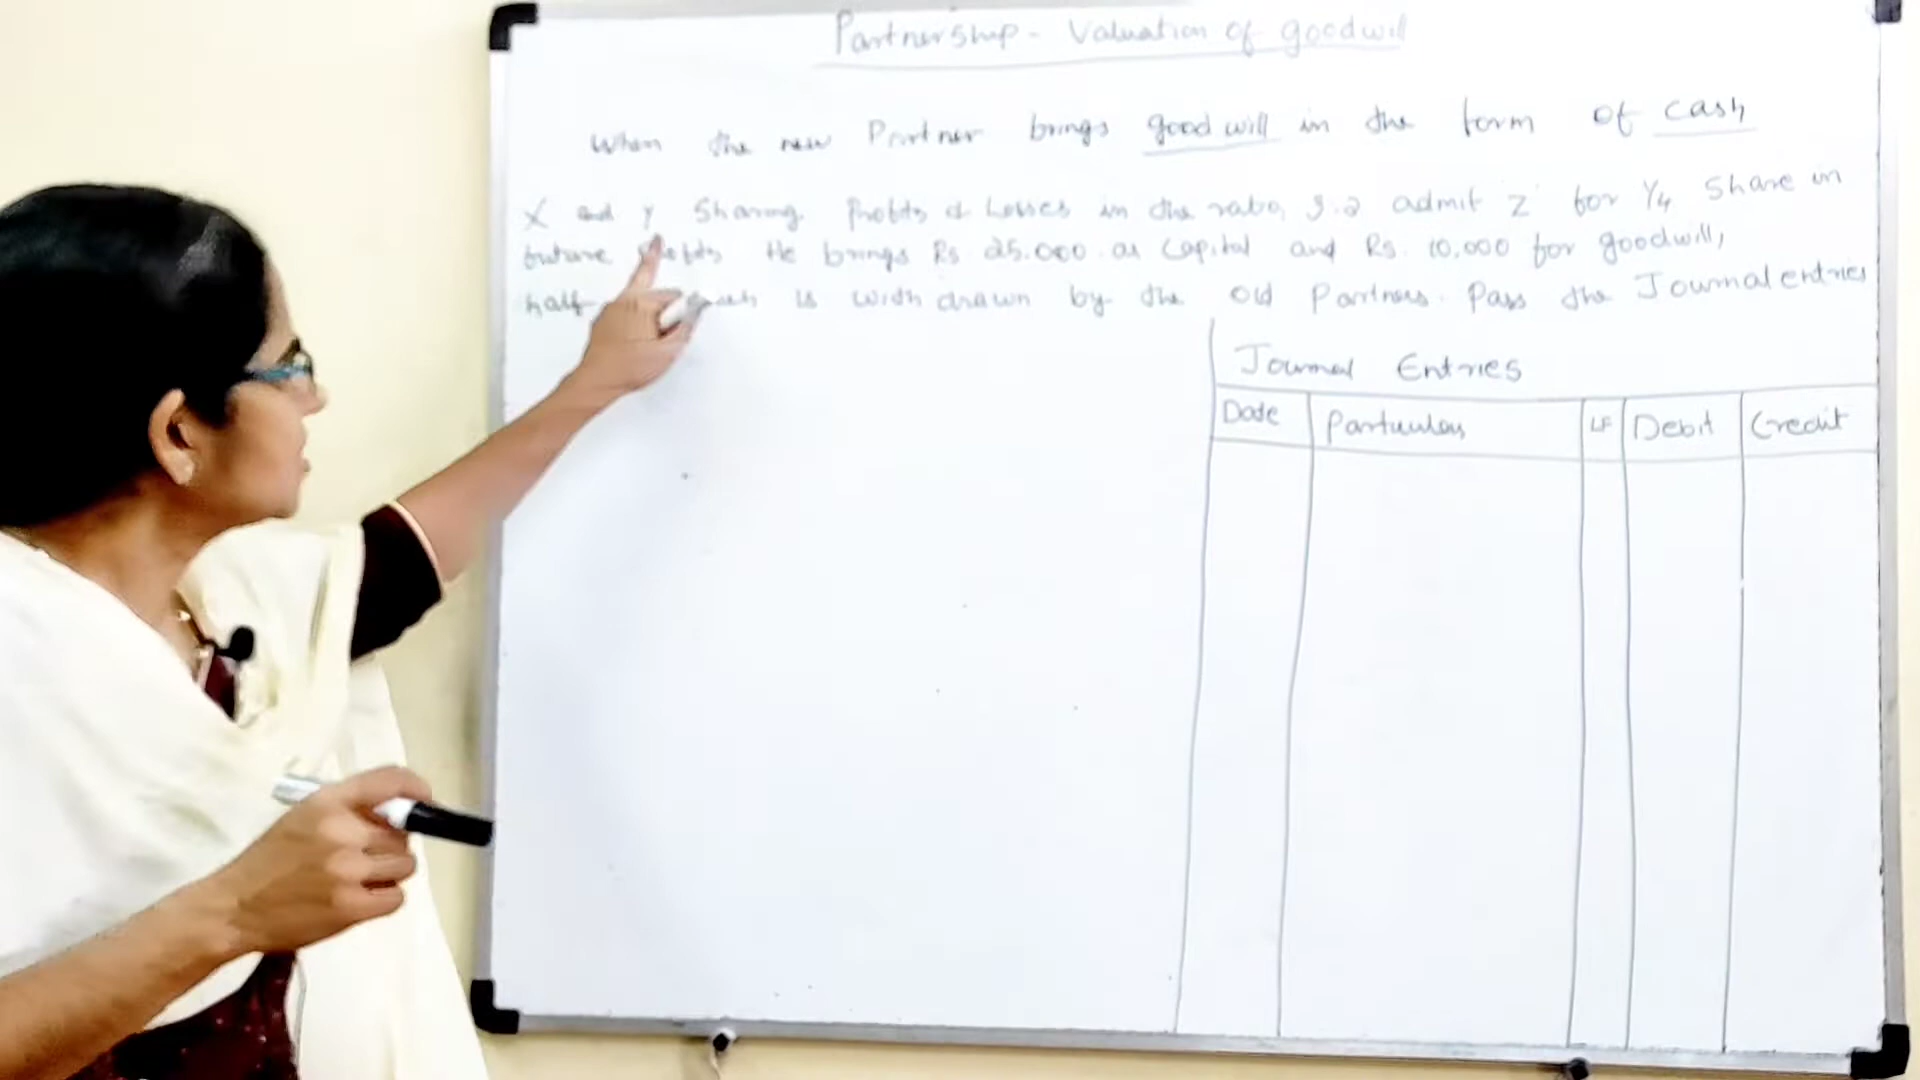 Partnership - Valuation of goodwill
When the new Partner brings goodwill in the form of cash
X and Y Sharing Profits & Losses in the ratio, 3:2 admit Z for 1/4 Share in
future He brings Rs 25.000 as Capital and Rs. 10,000 for goodwill,
half is withdrawn by the old Partners. Pass the Journal entries
Journal Entries
Date Particulars LF Debit Credit